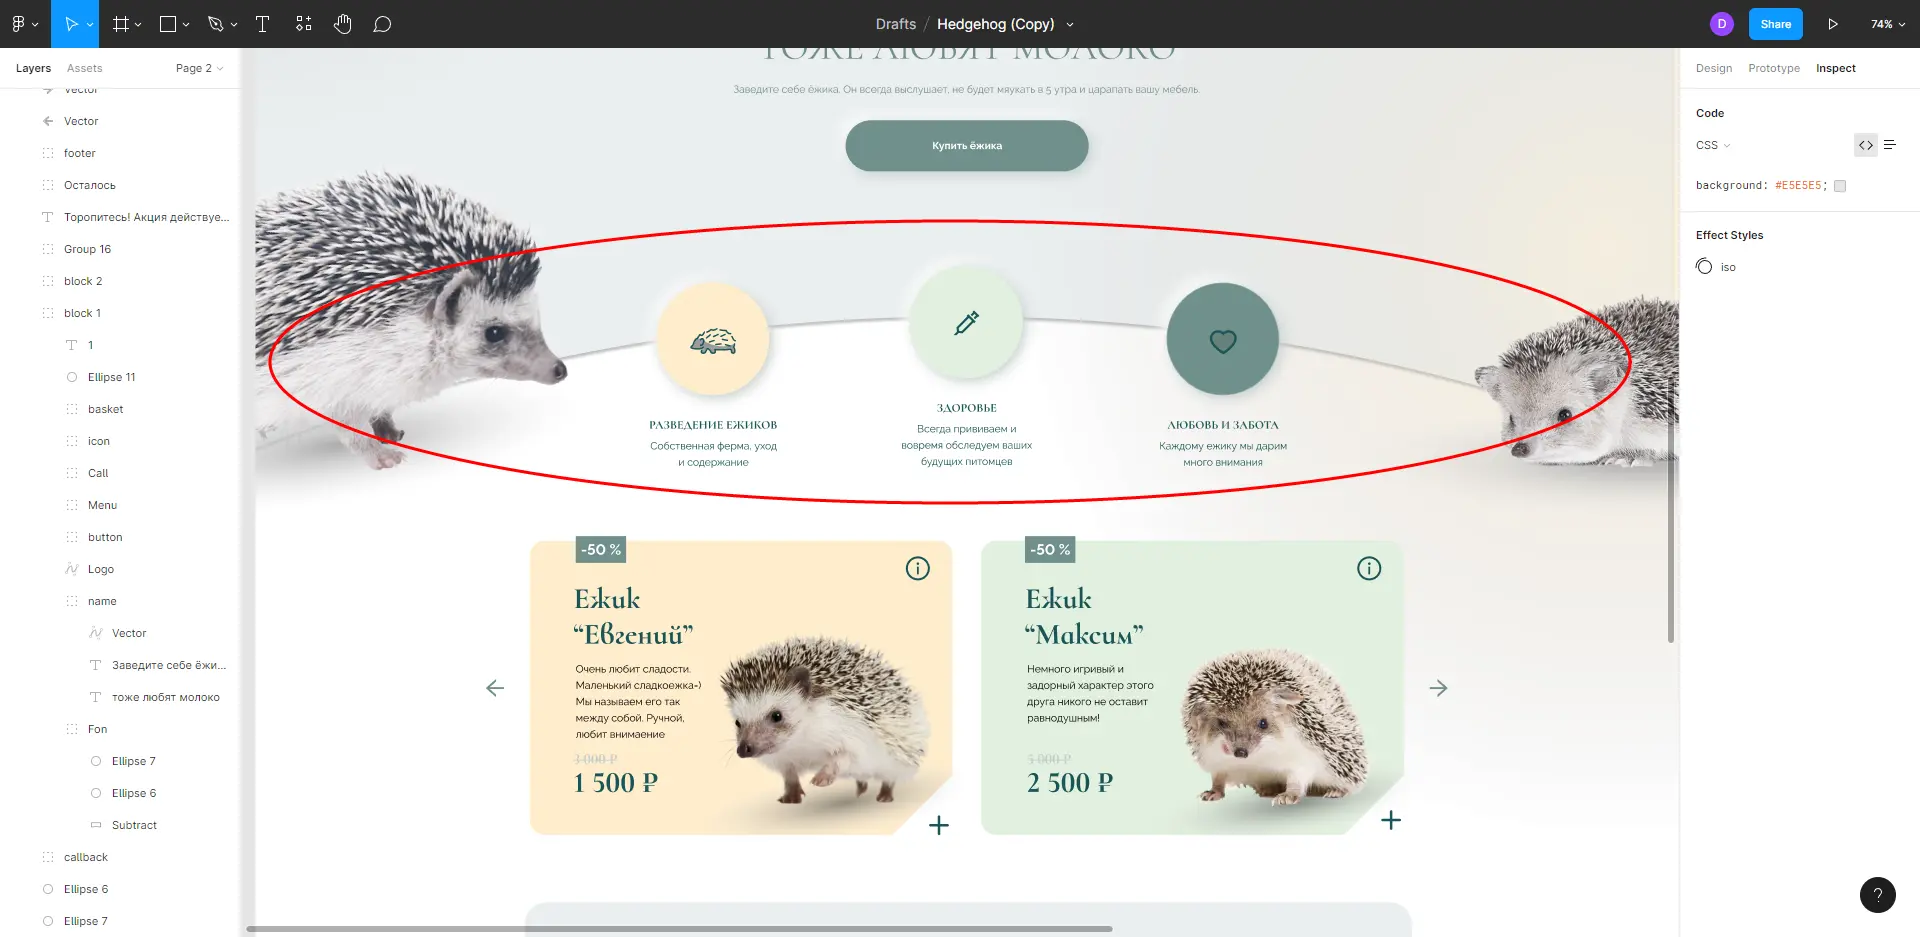 Drafts / Hedgehog (Copy)
D
Share
74%
Layers
Assets
Page 2
Design
Prototype
Inspect
Vector
Vector
footer
Осталось
Торопитесь! Акция действуе...
Group 16
block 2
block 1
1
Ellipse 11
basket
icon
Call
Menu
button
Logo
name
Vector
Заведите себе ёжи...
тоже любят молоко
Fon
Ellipse 7
Ellipse 6
Subtract
callback
Ellipse 6
Ellipse 7
ТОЖЕ ЛЮБЯТ МОЛОКО
Заведите себе ёжика. Он всегда выслушает, не будет мяукать в 5 утра и царапать вашу мебель.
Купить ёжика
РАЗВЕДЕНИЕ ЕЖИКОВ
Собственная ферма, уход
и содержание
ЗДОРОВЬЕ
Всегда прививаем и
вовремя обследуем ваших
будущих питомцев
ЛЮБОВЬ И ЗАБОТА
Каждому ежику мы дарим
много внимания
-50 %
Ежик
“Евгений”
Очень любит сладости.
Маленький сладкоежка=)
Мы называем его так
между собой. Ручной,
любит внимаение
3 000 ₽
1 500 ₽
-50 %
Ежик
“Максим”
Немного игривый и
задорный характер этого
друга никого не оставит
равнодушным!
5 000 ₽
2 500 ₽
Code
CSS
background: #E5E5E5;
Effect Styles
iso
?